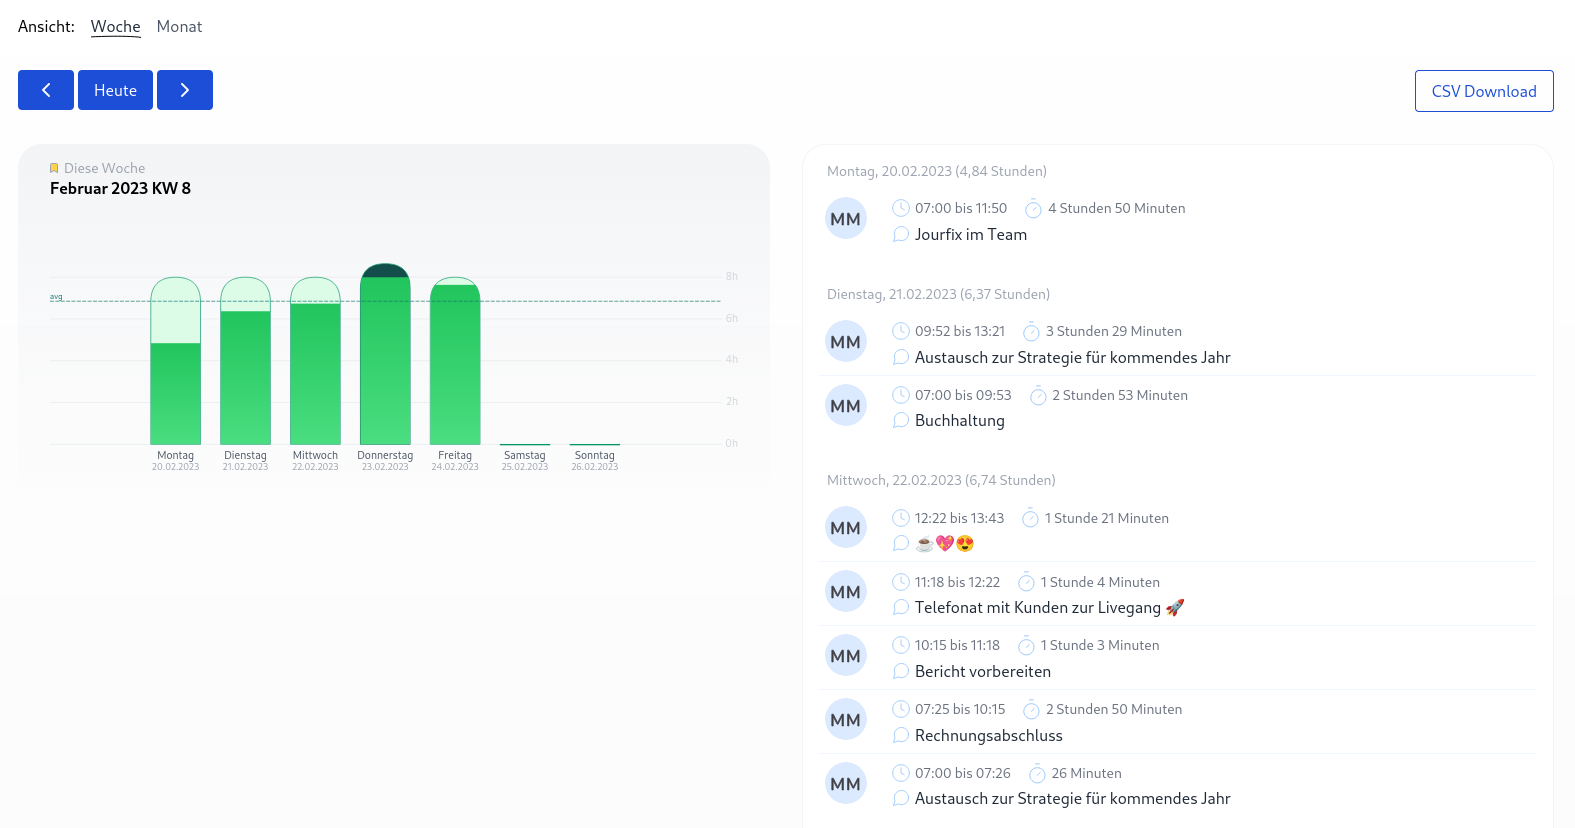 Ansicht: Woche Monat
Heute
CSV Download
Diese Woche
Februar 2023 KW 8
8h
avg
6h
4h
2h
0h
Montag Dienstag Mittwoch Donnerstag Freitag Samstag Sonntag
20.02.2023 21.02.2023 22.02.2023 23.02.2023 24.02.2023 25.02.2023 26.02.2023
Montag, 20.02.2023 (4,84 Stunden)
MM 07:00 bis 11:50 4 Stunden 50 Minuten
Jourfix im Team
Dienstag, 21.02.2023 (6,37 Stunden)
MM 09:52 bis 13:21 3 Stunden 29 Minuten
Austausch zur Strategie für kommendes Jahr
MM 07:00 bis 09:53 2 Stunden 53 Minuten
Buchhaltung
Mittwoch, 22.02.2023 (6,74 Stunden)
MM 12:22 bis 13:43 1 Stunde 21 Minuten
☕💖😍
MM 11:18 bis 12:22 1 Stunde 4 Minuten
Telefonat mit Kunden zur Livegang 🚀
MM 10:15 bis 11:18 1 Stunde 3 Minuten
Bericht vorbereiten
MM 07:25 bis 10:15 2 Stunden 50 Minuten
Rechnungsabschluss
MM 07:00 bis 07:26 26 Minuten
Austausch zur Strategie für kommendes Jahr